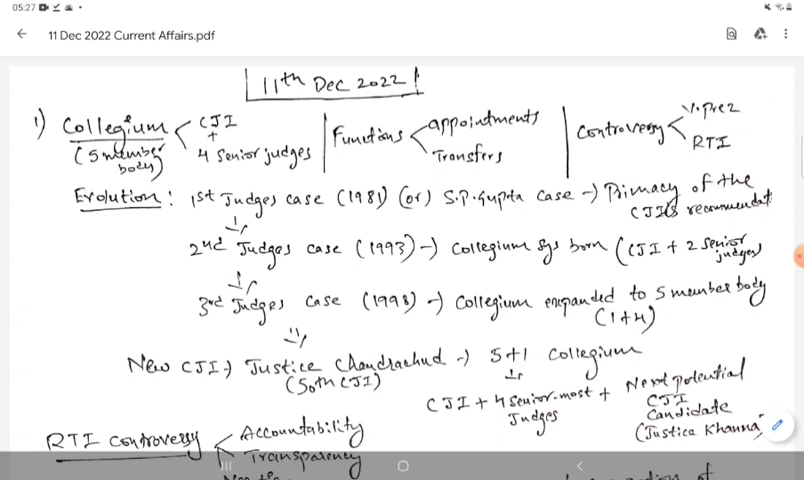 05:27
11 Dec 2022 Current Affairs.pdf
11th Dec 2022
1) Collegium < CJI + 4 Senior judges | Functions < appointments Transfers | Controversy < V.prez RTI
(5 member body)
Evolution : 1st Judges case (1981) (or) S.P. Gupta Case -> Primacy of the CJI's recommendat
2nd Judges Case (1993) -> Collegium Sys born (CJI + 2 Senior judges)
3rd Judges Case (1998) -> Collegium expanded to 5 member body (1+4)
New CJI -> Justice Chandrachud -> 5+1 Collegium
(50th CJI)
CJI + 4 Senior-most Judges + Next potential CJI Candidate (Justice Khanna)
RTI Controversy < Accountability
Transparency
of